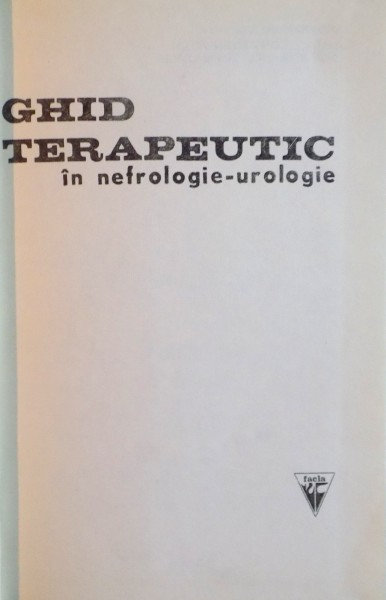 GHID
TERAPEUTIC
în nefrologie-urologie
facla